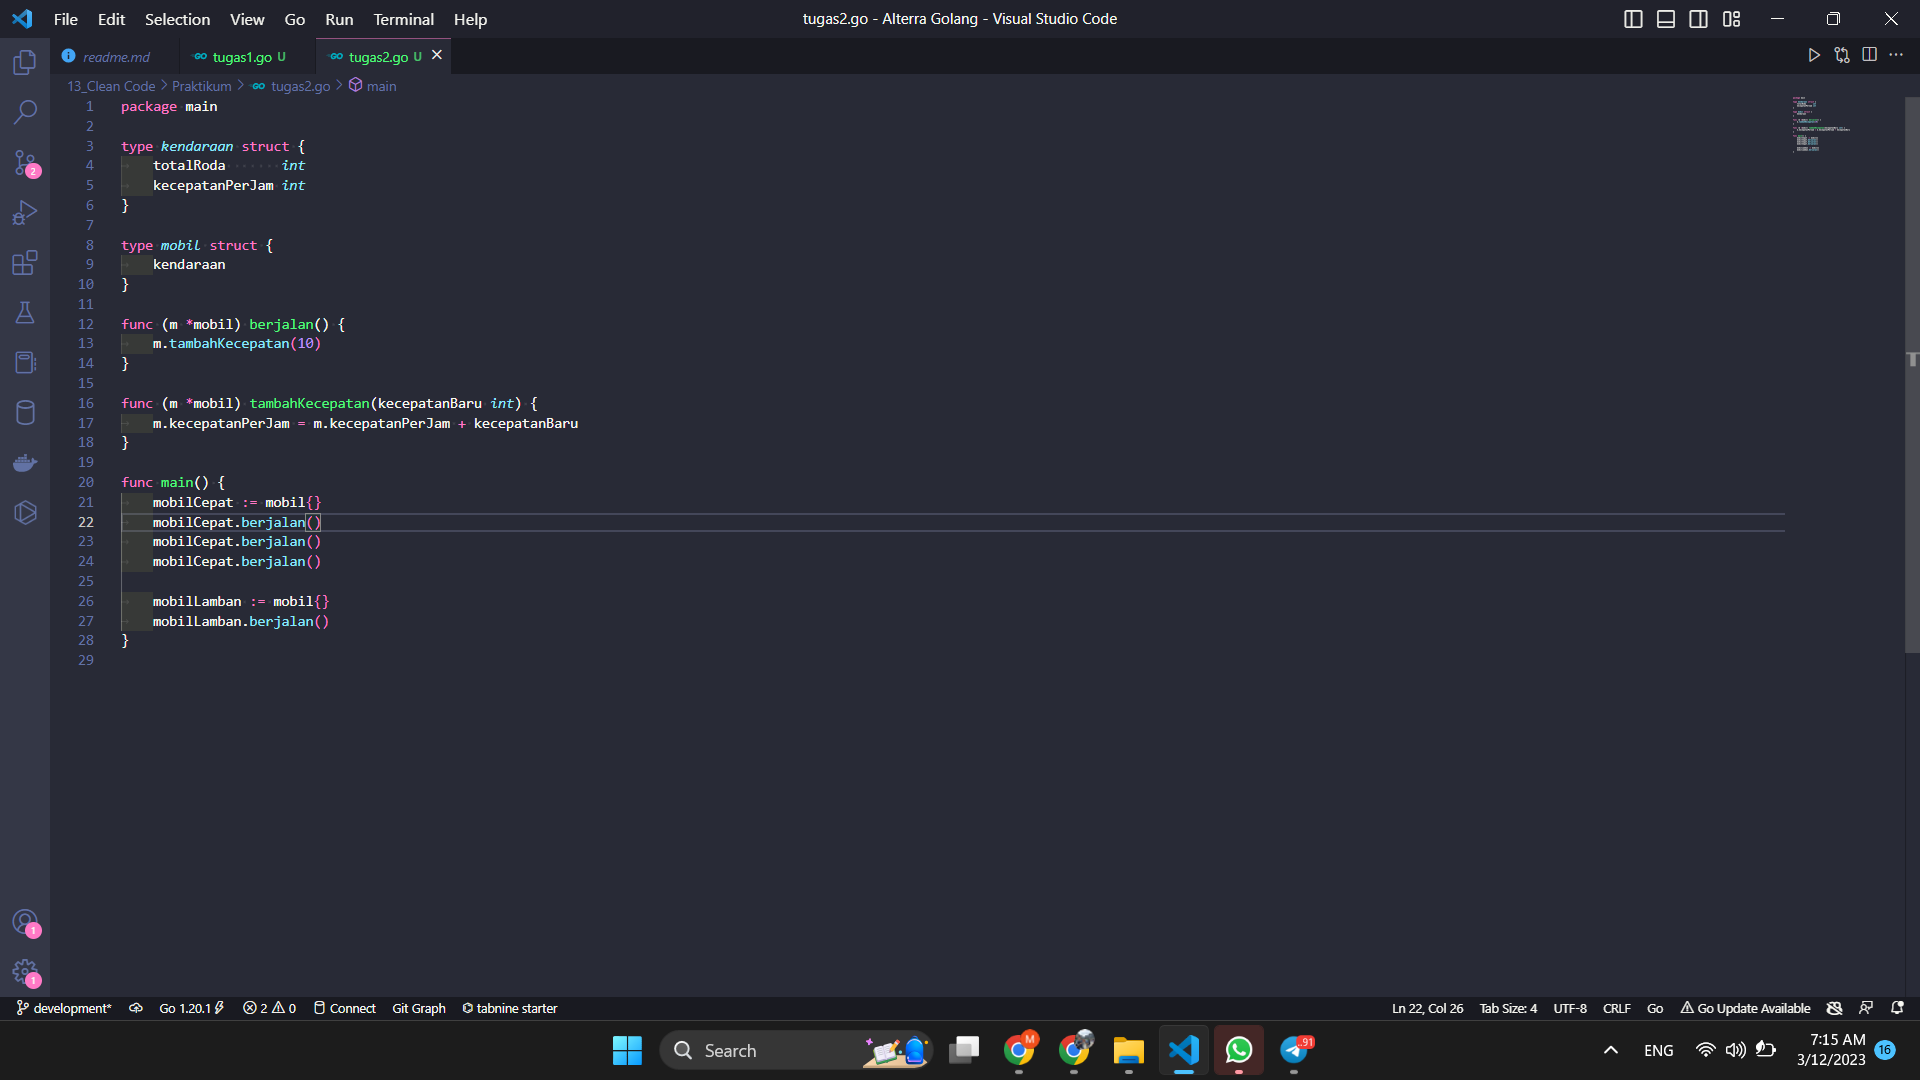 File Edit Selection View Go Run Terminal Help
tugas2.go - Alterra Golang - Visual Studio Code
readme.md
tugas1.go U
tugas2.go U
13_Clean Code > Praktikum > tugas2.go > main
1 package main
2
3 type kendaraan struct {
4 totalRoda int
5 kecepatanPerJam int
6 }
7
8 type mobil struct {
9 kendaraan
10 }
11
12 func (m *mobil) berjalan() {
13 m.tambahKecepatan(10)
14 }
15
16 func (m *mobil) tambahKecepatan(kecepatanBaru int) {
17 m.kecepatanPerJam = m.kecepatanPerJam + kecepatanBaru
18 }
19
20 func main() {
21 mobilCepat := mobil{}
22 mobilCepat.berjalan()
23 mobilCepat.berjalan()
24 mobilCepat.berjalan()
25
26 mobilLamban := mobil{}
27 mobilLamban.berjalan()
28 }
29
2
1
1
development* Go 1.20.1 2 0 Connect Git Graph tabnine starter
Ln 22, Col 26 Tab Size: 4 UTF-8 CRLF Go Go Update Available
Search
M
91
ENG
7:15 AM
3/12/2023
16